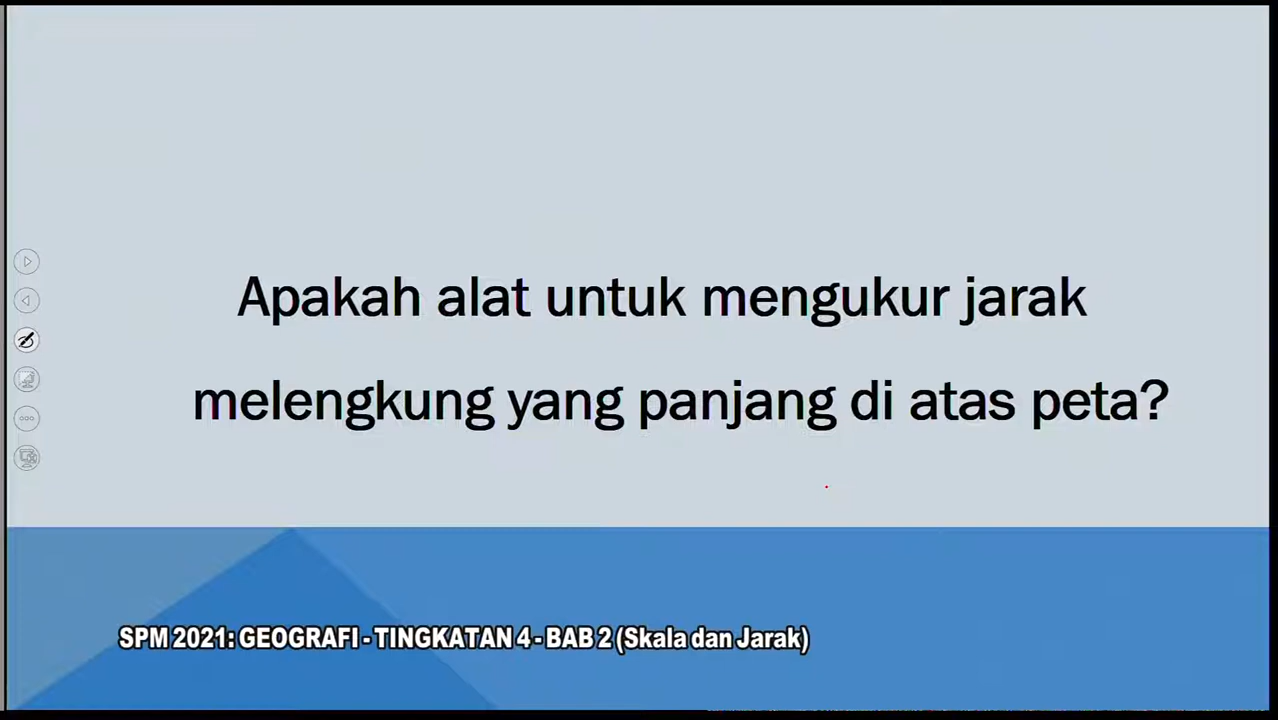 Apakah alat untuk mengukur jarak
melengkung yang panjang di atas peta?
SPM 2021: GEOGRAFI - TINGKATAN 4 - BAB 2 (Skala dan Jarak)